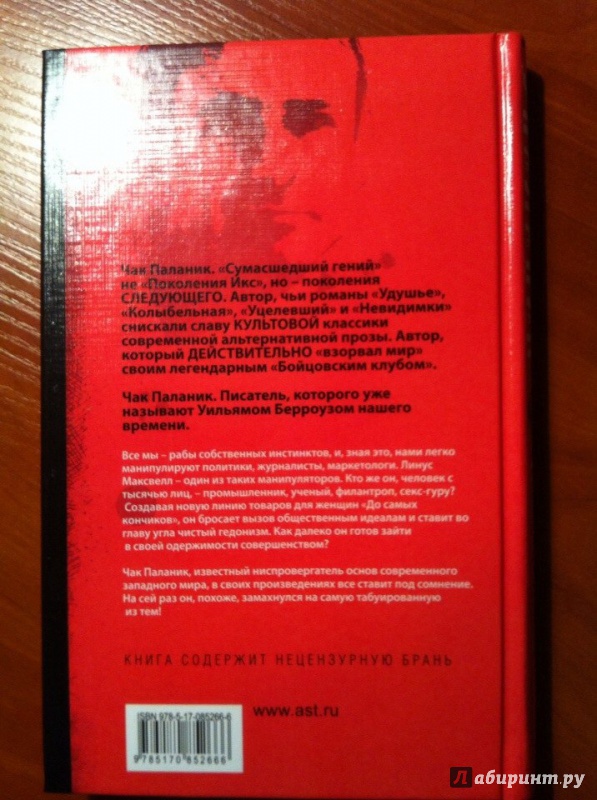 Чак Паланик. «Сумасшедший гений»
не «Поколения Икс», но – поколения
СЛЕДУЮЩЕГО. Автор, чьи романы «Удушье»,
«Колыбельная», «Уцелевший» и «Невидимки»
снискали славу КУЛЬТОВОЙ классики
современной альтернативной прозы. Автор,
который ДЕЙСТВИТЕЛЬНО «взорвал мир»
своим легендарным «Бойцовским клубом».
Чак Паланик. Писатель, которого уже
называют Уильямом Берроузом нашего
времени.
Все мы – рабы собственных инстинктов, и, зная это, нами легко
манипулируют политики, журналисты, маркетологи. Линус
Максвелл – один из таких манипуляторов. Кто же он, человек с
тысячью лиц, – промышленник, ученый, филантроп, секс-гуру?
Создавая новую линию товаров для женщин «До самых
кончиков», он бросает вызов общественным идеалам и ставит во
главу угла чистый гедонизм. Как далеко он готов зайти
в своей одержимости совершенством?
Чак Паланик, известный ниспровергатель основ современного
западного мира, в своих произведениях все ставит под сомнение.
На сей раз он, похоже, замахнулся на самую табуированную
из тем!
КНИГА СОДЕРЖИТ НЕЦЕНЗУРНУЮ БРАНЬ
ISBN 978-5-17-085266-6
9785170852666
www.ast.ru
Лабиринт.ру